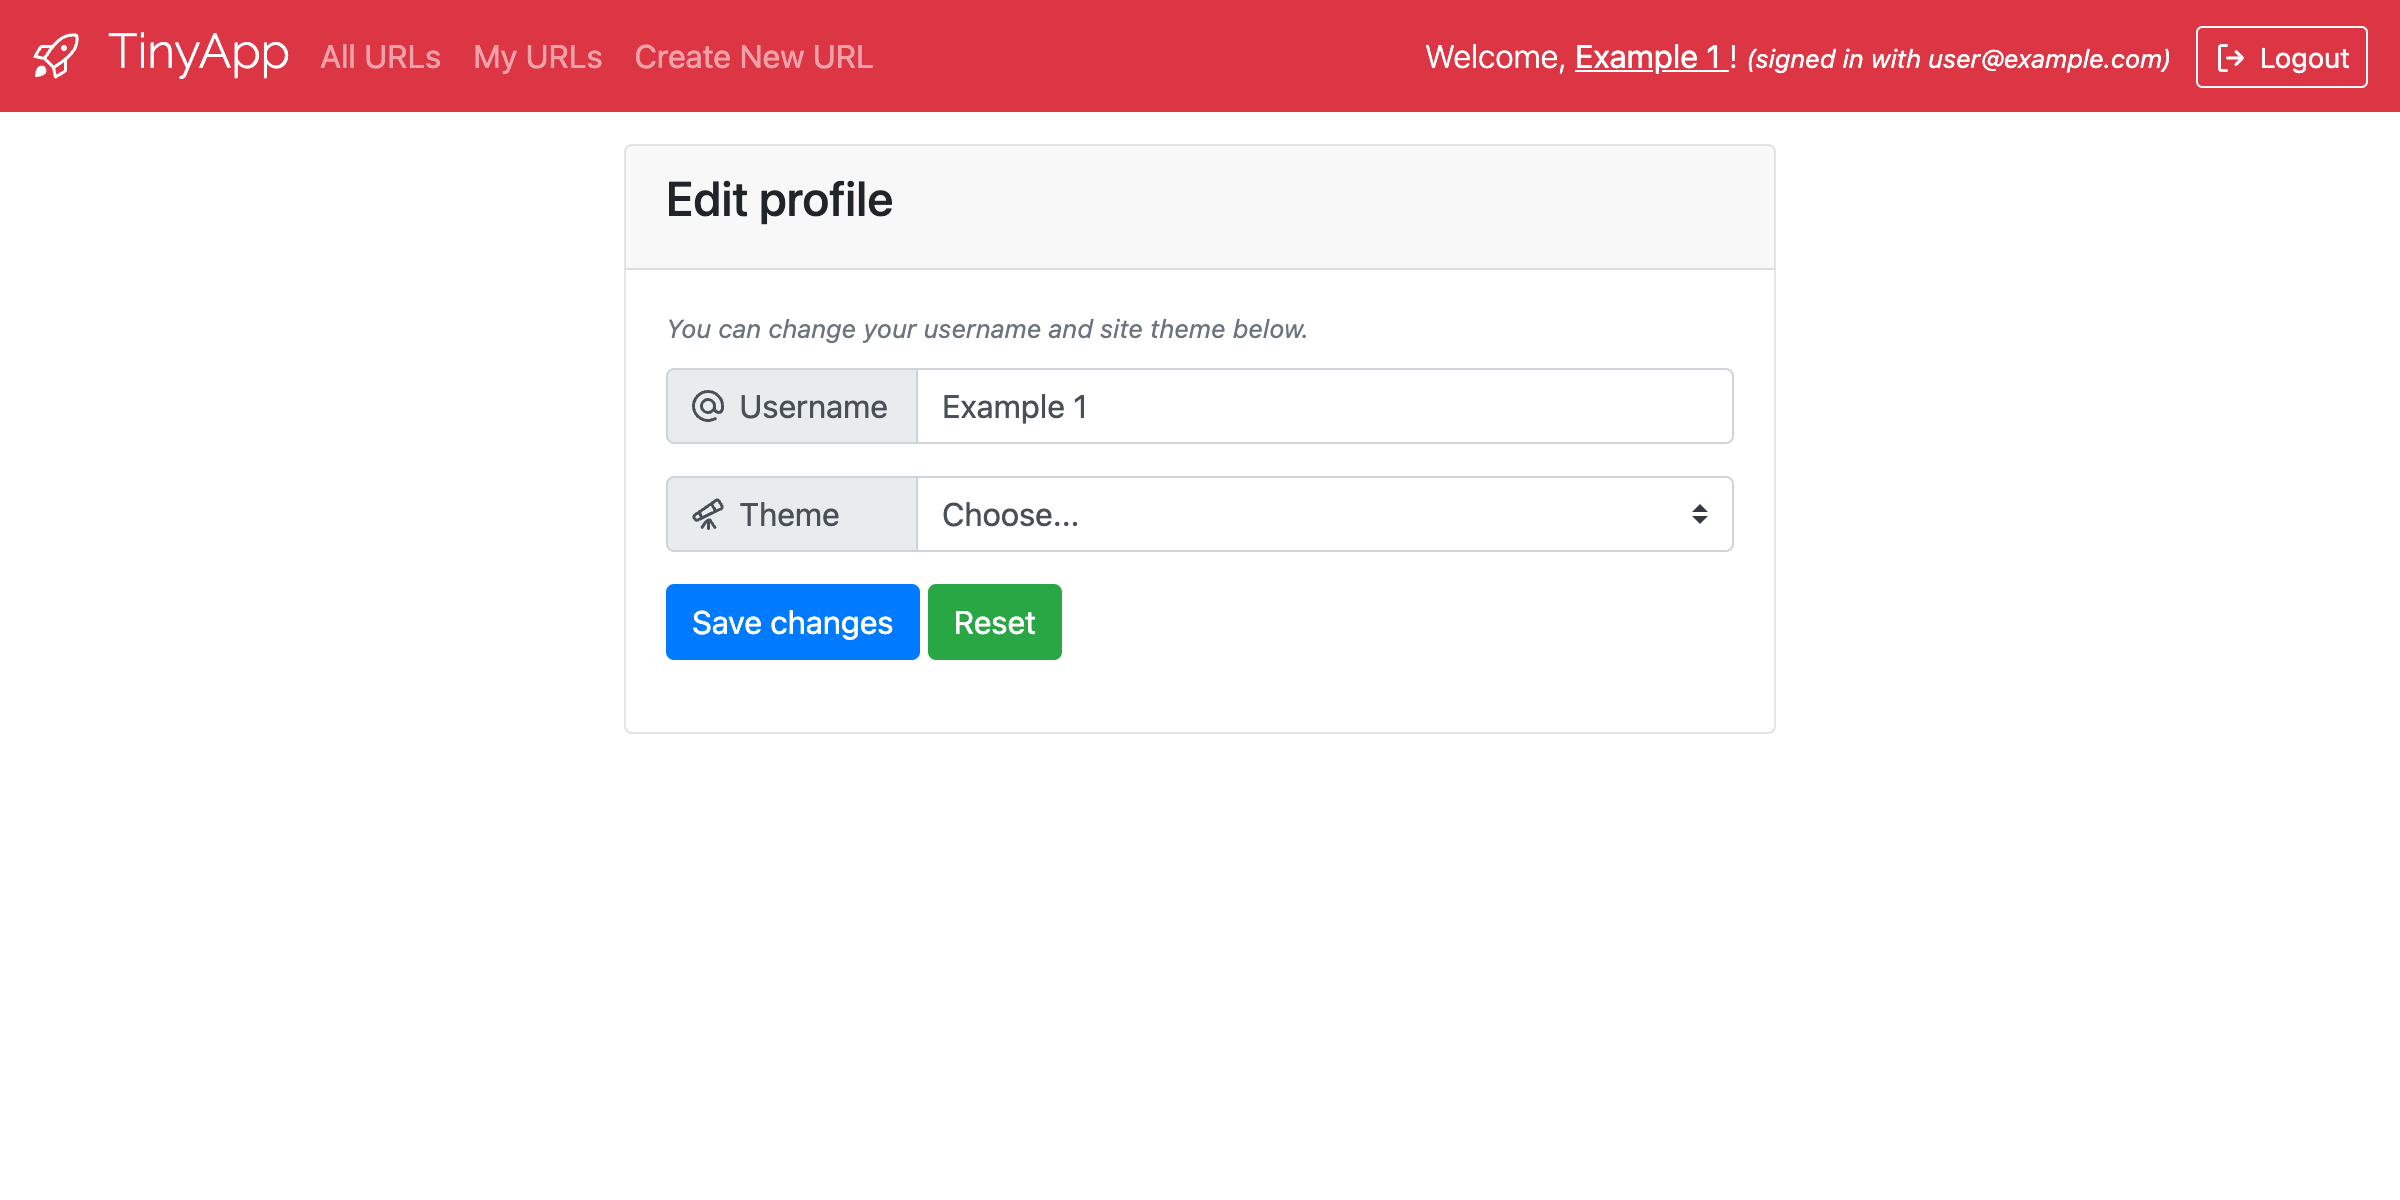 TinyApp All URLs My URLs Create New URL Welcome, Example 1 ! (signed in with user@example.com) Logout
Edit profile
You can change your username and site theme below.
Username Example 1
Theme Choose...
Save changes Reset